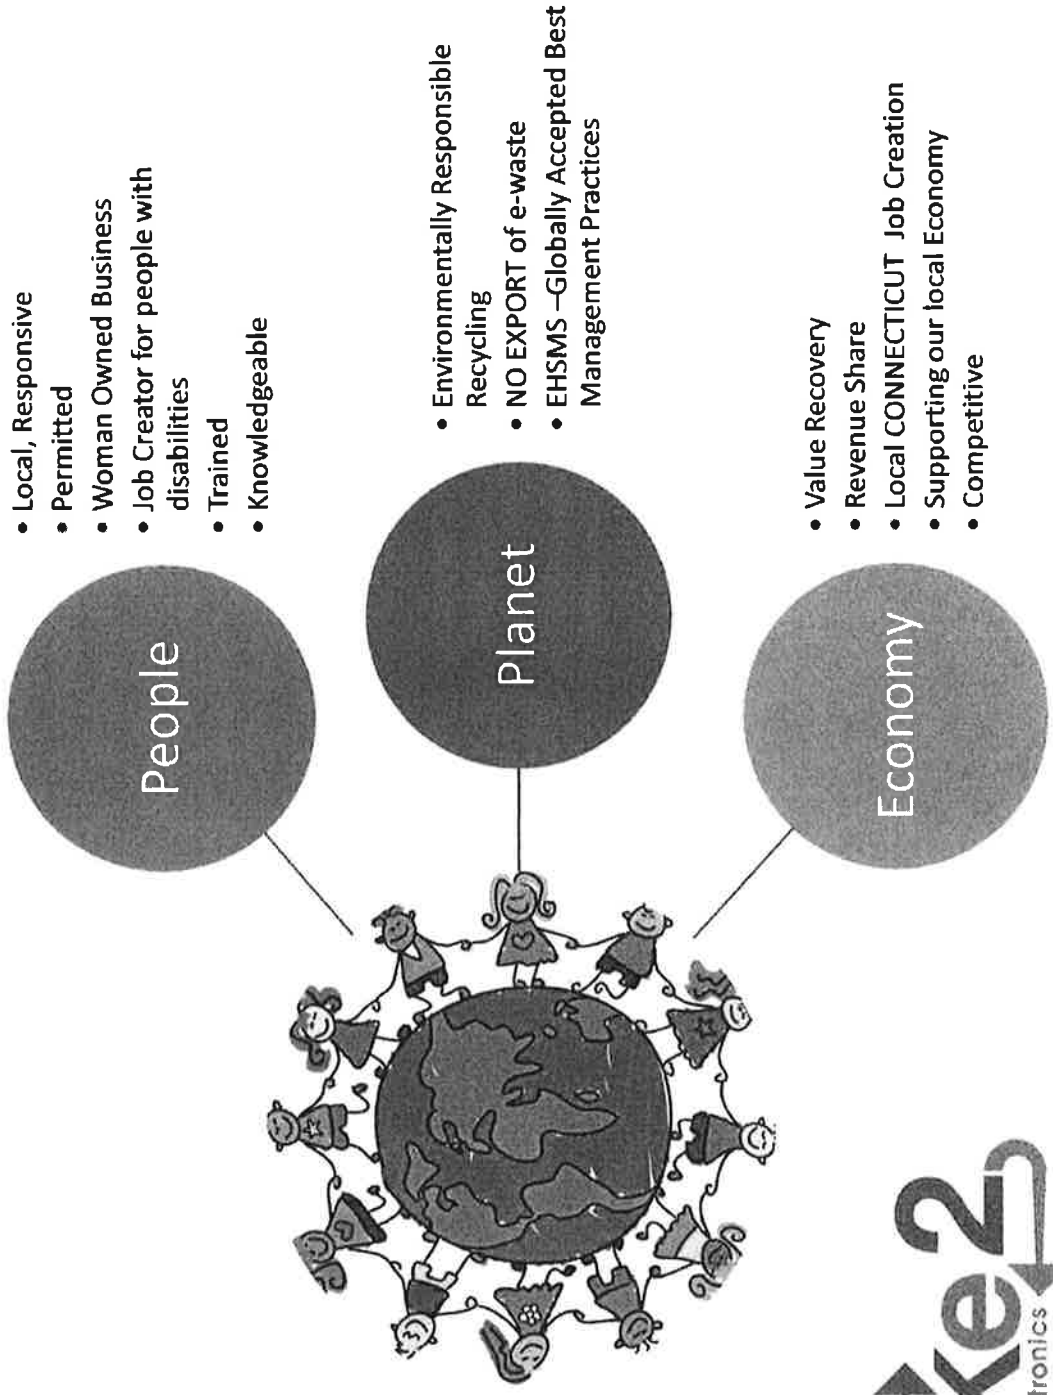 People
• Local, Responsive
• Permitted
• Woman Owned Business
• Job Creator for people with
disabilities
• Trained
• Knowledgeable
Planet
• Environmentally Responsible
Recycling
• NO EXPORT of e-waste
• EHSMS –Globally Accepted Best
Management Practices
Economy
• Value Recovery
• Revenue Share
• Local CONNECTICUT Job Creation
• Supporting our local Economy
• Competitive
ke2
tronics